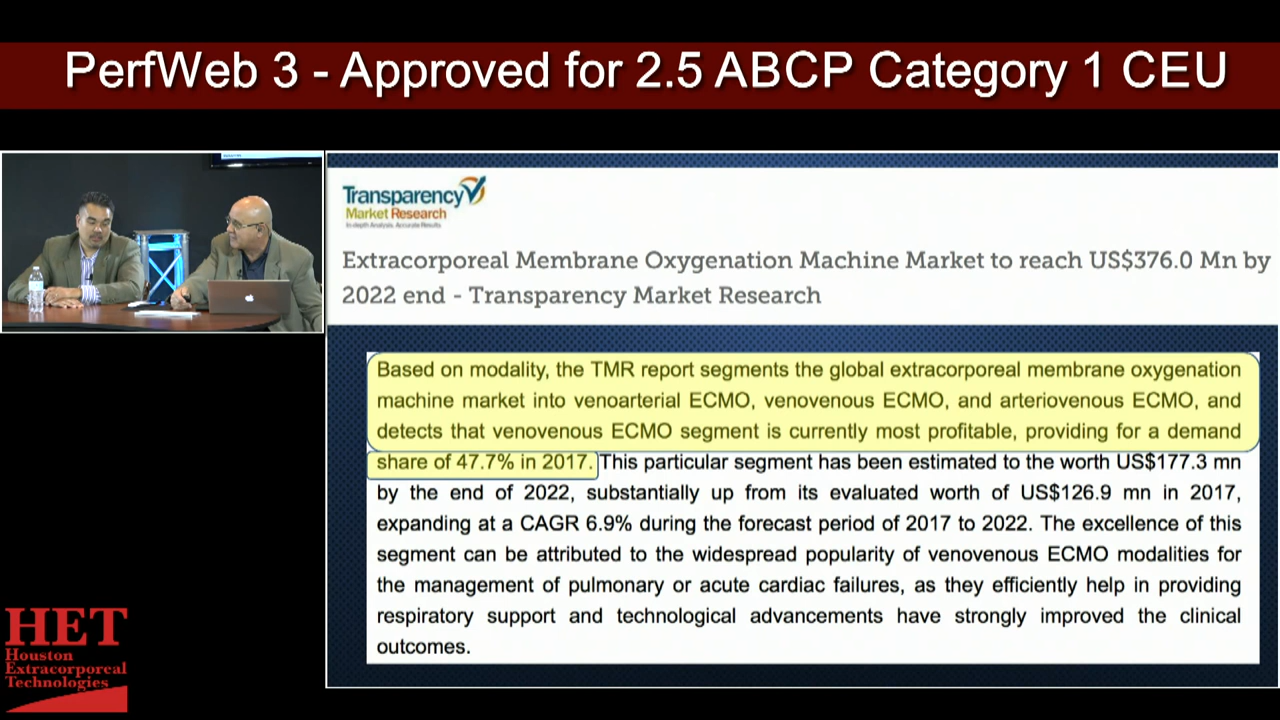 PerfWeb 3 - Approved for 2.5 ABCP Category 1 CEU
Transparency
Market Research
In-depth Analysis. Accurate Results
Extracorporeal Membrane Oxygenation Machine Market to reach US$376.0 Mn by
2022 end - Transparency Market Research
Based on modality, the TMR report segments the global extracorporeal membrane oxygenation
machine market into venoarterial ECMO, venovenous ECMO, and arteriovenous ECMO, and
detects that venovenous ECMO segment is currently most profitable, providing for a demand
share of 47.7% in 2017. This particular segment has been estimated to the worth US$177.3 mn
by the end of 2022, substantially up from its evaluated worth of US$126.9 mn in 2017,
expanding at a CAGR 6.9% during the forecast period of 2017 to 2022. The excellence of this
segment can be attributed to the widespread popularity of venovenous ECMO modalities for
the management of pulmonary or acute cardiac failures, as they efficiently help in providing
respiratory support and technological advancements have strongly improved the clinical
outcomes.
HET
Houston
Extracorporeal
Technologies